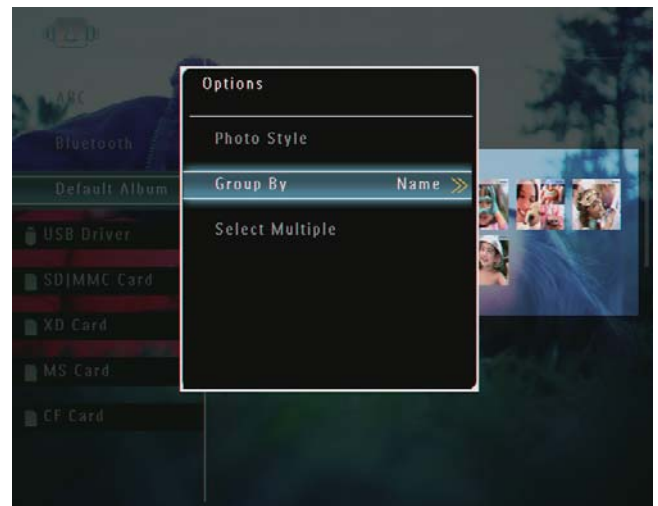 Options
Photo Style
Group By Name
Select Multiple
ABC
Bluetooth
Default Album
USB Driver
SD|MMC Card
XD Card
MS Card
CF Card